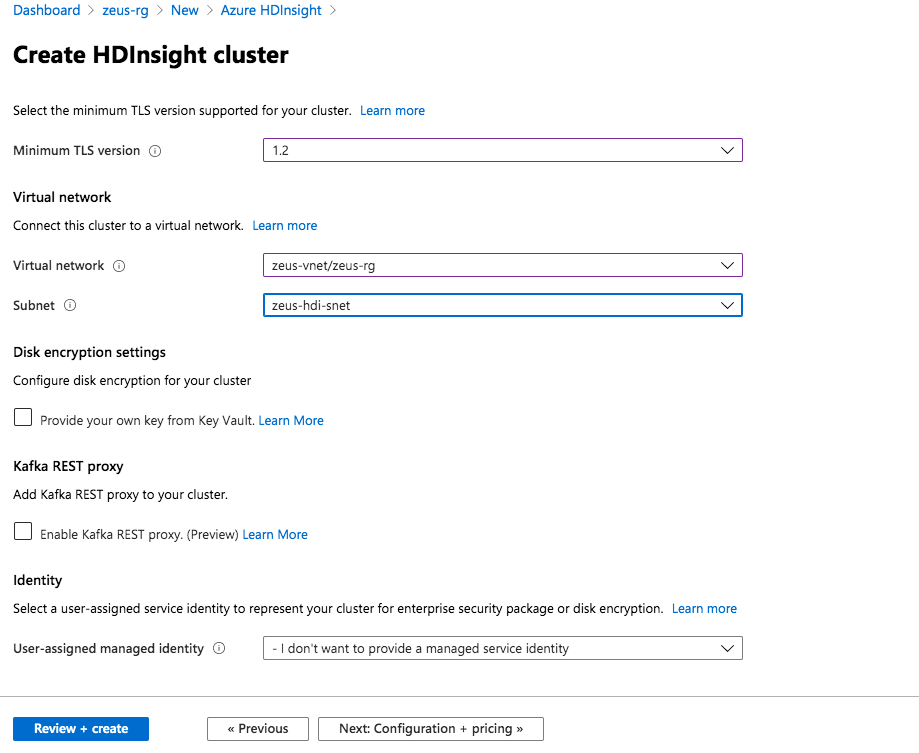 Dashboard > zeus-rg > New > Azure HDInsight >
Create HDInsight cluster
Select the minimum TLS version supported for your cluster. Learn more
Minimum TLS version
1.2
Virtual network
Connect this cluster to a virtual network. Learn more
Virtual network
zeus-vnet/zeus-rg
Subnet
zeus-hdi-snet
Disk encryption settings
Configure disk encryption for your cluster
Provide your own key from Key Vault. Learn More
Kafka REST proxy
Add Kafka REST proxy to your cluster.
Enable Kafka REST proxy. (Preview) Learn More
Identity
Select a user-assigned service identity to represent your cluster for enterprise security package or disk encryption. Learn more
User-assigned managed identity
- I don't want to provide a managed service identity
Review + create « Previous Next: Configuration + pricing »